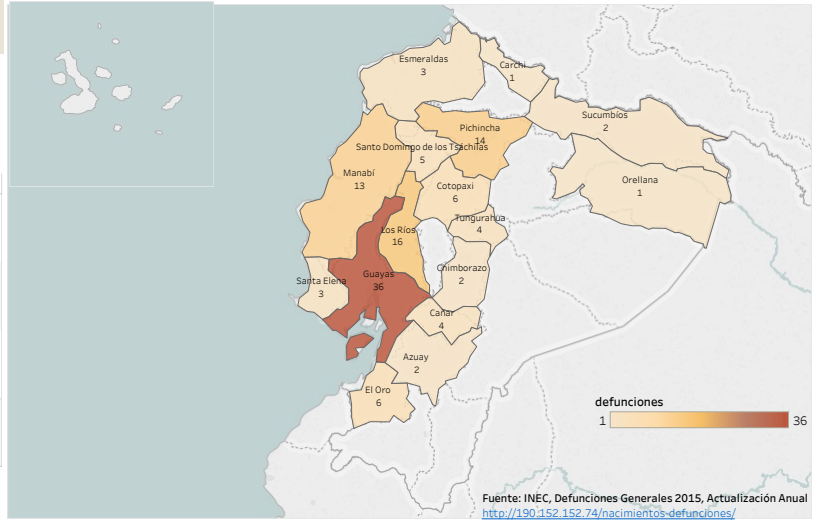 Esmeraldas
3
Carchi
1
Sucumbíos
2
Pichincha
14
Santo Domingo de los Tsáchilas
5
Manabí
13
Orellana
1
Cotopaxi
6
Tungurahua
4
Los Ríos
16
Chimborazo
2
Guayas
36
Santa Elena
3
Cañar
4
Azuay
2
El Oro
6
defunciones
1 36
Fuente: INEC, Defunciones Generales 2015, Actualización Anual
http://190.152.152.74/nacimientos-defunciones/